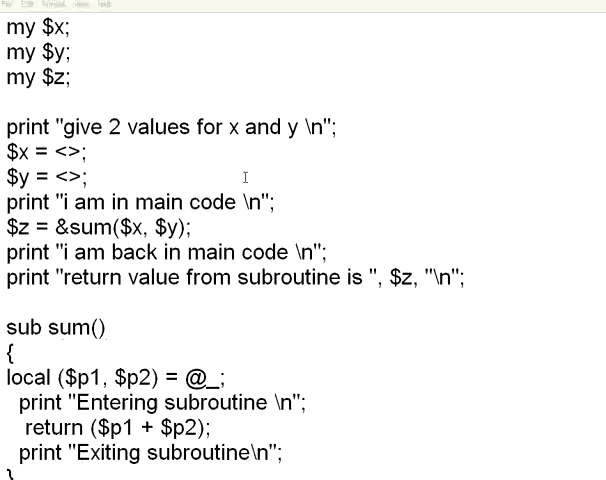 my $x;
my $y;
my $z;
print "give 2 values for x and y \n";
$x = <>;
$y = <>;
print "i am in main code \n";
$z = &sum($x, $y);
print "i am back in main code \n";
print "return value from subroutine is ", $z, "\n";
sub sum()
{
local ($p1, $p2) = @_;
print "Entering subroutine \n";
return ($p1 + $p2);
print "Exiting subroutine\n";
}